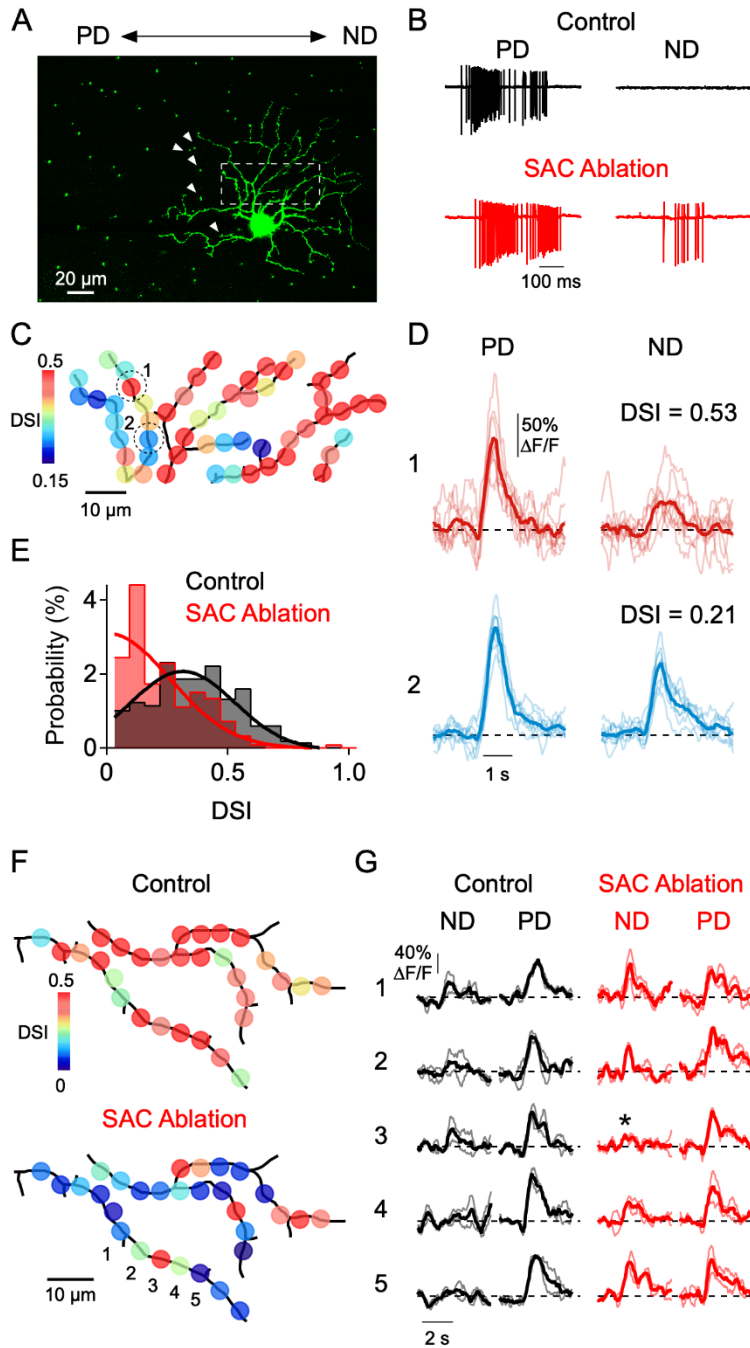 A
PD ND
20 µm
B
Control
PD ND
SAC Ablation
100 ms
C
0.5
DSI
0.15
1
2
10 µm
D
PD ND
50%
ΔF/F
DSI = 0.53
1
DSI = 0.21
2
1 s
E
Control
SAC Ablation
Probability (%)
4
2
0
0 0.5 1.0
DSI
F
Control
0.5
DSI
0
SAC Ablation
1
2
3
4
5
10 µm
G
Control SAC Ablation
ND PD ND PD
40%
ΔF/F
1
2
3 *
4
5
2 s